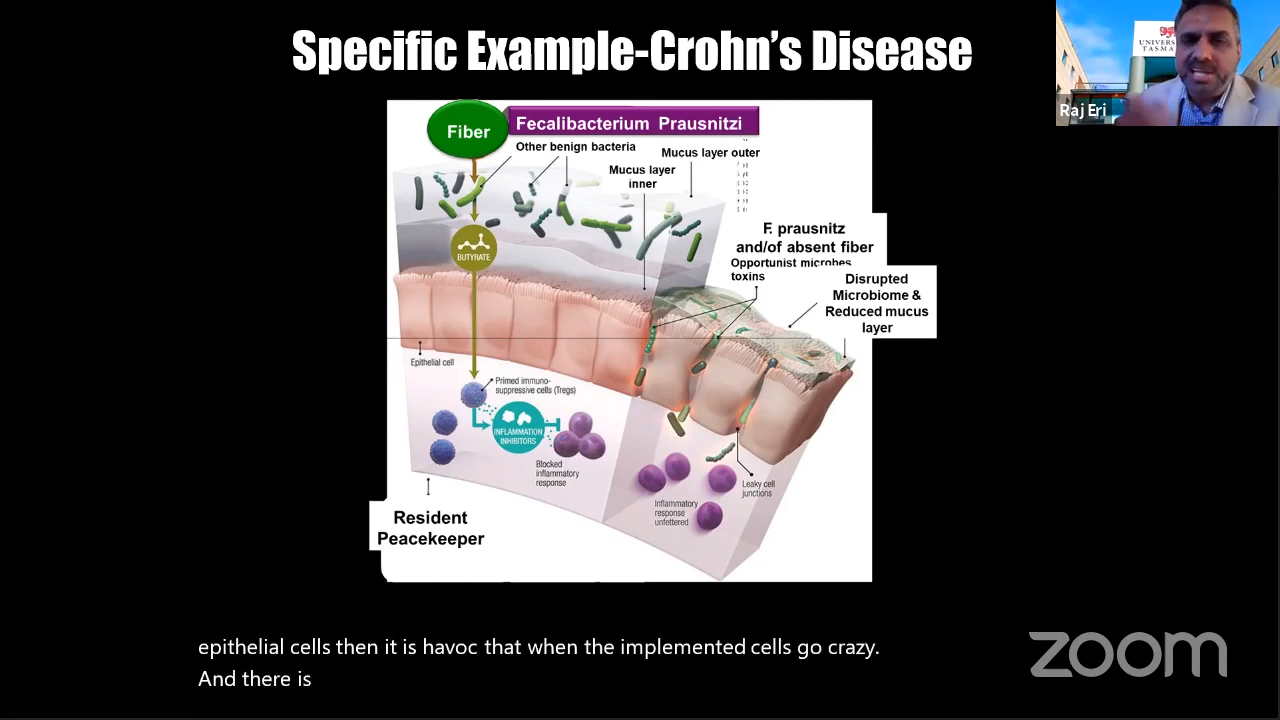 Specific Example-Crohn's Disease
UNIVERS
TASMA
Raj Eri
Fiber
Fecalibacterium Prausnitzi
Other benign bacteria
Mucus layer outer
Mucus layer
inner
F. prausnitz
and/of absent fiber
Opportunist microbes
toxins
Disrupted
Microbiome &
Reduced mucus
layer
BUTYRATE
Epithelial cell
Primed immuno-
suppressive cells (Tregs)
INFLAMMATION
INHIBITORS
Blocked
inflammatory
response
Inflammatory
response
unfettered
Leaky cell
junctions
Resident
Peacekeeper
epithelial cells then it is havoc that when the implemented cells go crazy.
And there is
zoom